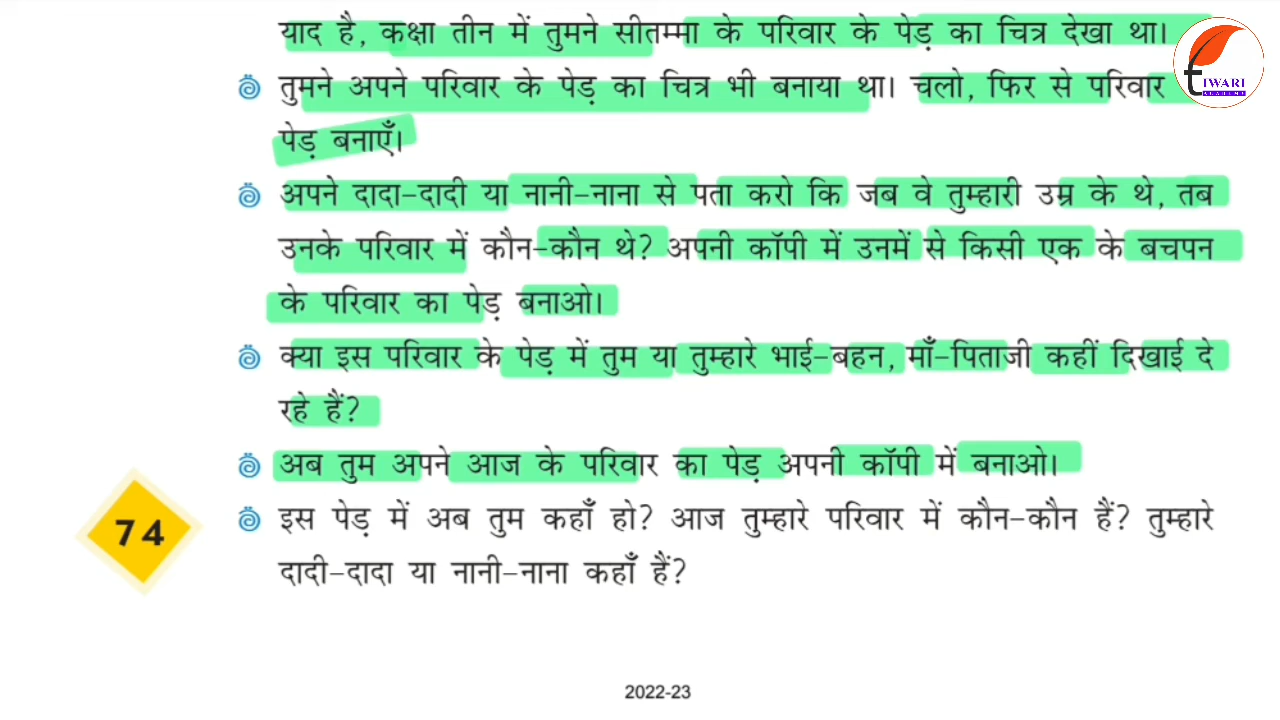 याद है, कक्षा तीन में तुमने सीतम्मा के परिवार के पेड़ का चित्र देखा था।
तुमने अपने परिवार के पेड़ का चित्र भी बनाया था। चलो, फिर से परिवार
पेड़ बनाएँ।
अपने दादा-दादी या नानी-नाना से पता करो कि जब वे तुम्हारी उम्र के थे, तब
उनके परिवार में कौन-कौन थे? अपनी कॉपी में उनमें से किसी एक के बचपन
के परिवार का पेड़ बनाओ।
क्या इस परिवार के पेड़ में तुम या तुम्हारे भाई-बहन, माँ-पिताजी कहीं दिखाई दे
रहे हैं?
अब तुम अपने आज के परिवार का पेड़ अपनी कॉपी में बनाओ।
इस पेड़ में अब तुम कहाँ हो? आज तुम्हारे परिवार में कौन-कौन हैं? तुम्हारे
दादी-दादा या नानी-नाना कहाँ हैं?
74
2022-23
TIWARI
ACADEMY